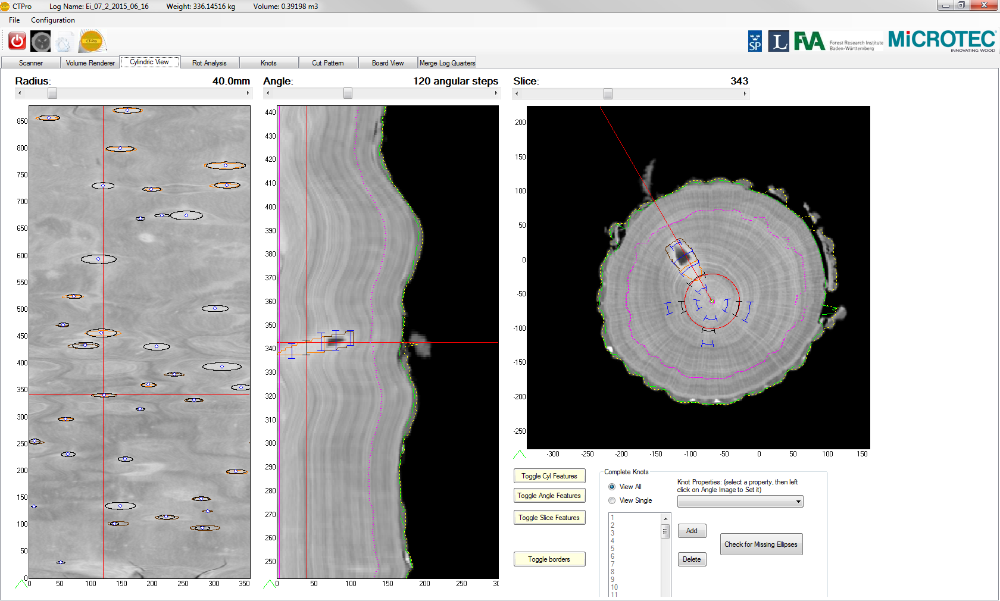 CTPro Log Name: Ei_07_2_2015_06_16 Weight: 336.14516 kg Volume: 0.39198 m3
File Configuration
CT-Pro
SP L FVA Forest Research Institute Baden-Württemberg MiCROTEC INNOVATING WOOD
Scanner Volume Renderer Cylindric View Rot Analysis Knots Cut Pattern Board View Merge Log Quarters
Radius: 40.0mm
850
800
750
700
650
600
550
500
450
400
350
300
250
200
150
100
50
0
0 50 100 150 200 250 300 350
Angle: 120 angular steps
440
430
420
410
400
390
380
370
360
350
340
330
320
310
300
290
280
270
260
250
0 50 100 150 200 250 30
Slice: 343
200
150
100
50
0
-50
-100
-150
-200
-250
-300 -250 -200 -150 -100 -50 0 50 100 150
Toggle Cyl Features
Toggle Angle Features
Toggle Slice Features
Toggle borders
Complete Knots
View All
View Single
1
2
3
4
5
6
7
8
9
10
11
Knot Properties: (select a property, then left
click on Angle Image to Set it)
Add
Delete
Check for Missing Ellipses